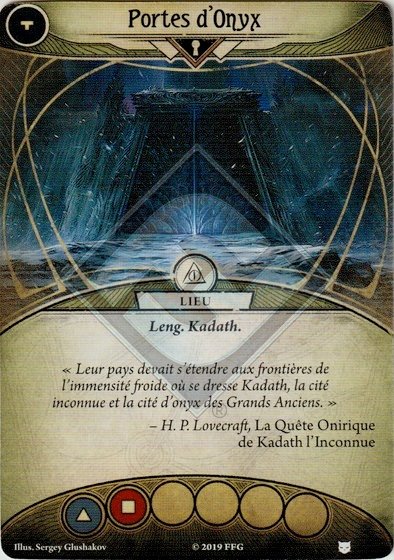 Portes d'Onyx
LIEU
Leng. Kadath.
« Leur pays devait s'étendre aux frontières de
l'immensité froide où se dresse Kadath, la cité
inconnue et la cité d'onyx des Grands Anciens. »
– H. P. Lovecraft, La Quête Onirique
de Kadath l'Inconnue
Illus. Sergey Glushakov
© 2019 FFG